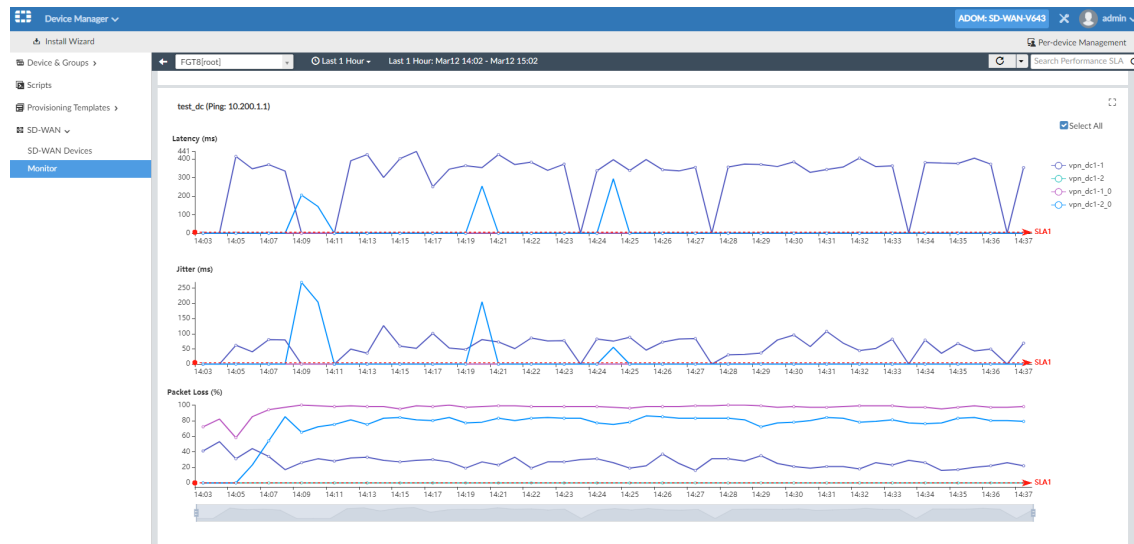 Device Manager
ADOM: SD-WAN-V643
admin
Install Wizard
Per-device Management
Device & Groups
Scripts
Provisioning Templates
SD-WAN
SD-WAN Devices
Monitor
FGT8[root]
Last 1 Hour
Last 1 Hour: Mar12 14:02 - Mar12 15:02
Search Performance SLA
test_dc (Ping: 10.200.1.1)
Select All
Latency (ms)
441
400
300
200
100
0
SLA1
14:03 14:05 14:07 14:09 14:11 14:13 14:15 14:17 14:19 14:21 14:22 14:23 14:24 14:25 14:27 14:28 14:29 14:30 14:31 14:32 14:33 14:34 14:35 14:36 14:37
vpn_dc1-1
vpn_dc1-2
vpn_dc1-1_0
vpn_dc1-2_0
Jitter (ms)
250
200
150
100
50
0
SLA1
14:03 14:05 14:07 14:09 14:11 14:13 14:15 14:17 14:19 14:21 14:22 14:23 14:24 14:25 14:27 14:28 14:29 14:30 14:31 14:32 14:33 14:34 14:35 14:36 14:37
Packet Loss (%)
100
80
60
40
20
0
SLA1
14:03 14:05 14:07 14:09 14:11 14:13 14:15 14:17 14:19 14:21 14:22 14:23 14:24 14:25 14:27 14:28 14:29 14:30 14:31 14:32 14:33 14:34 14:35 14:36 14:37